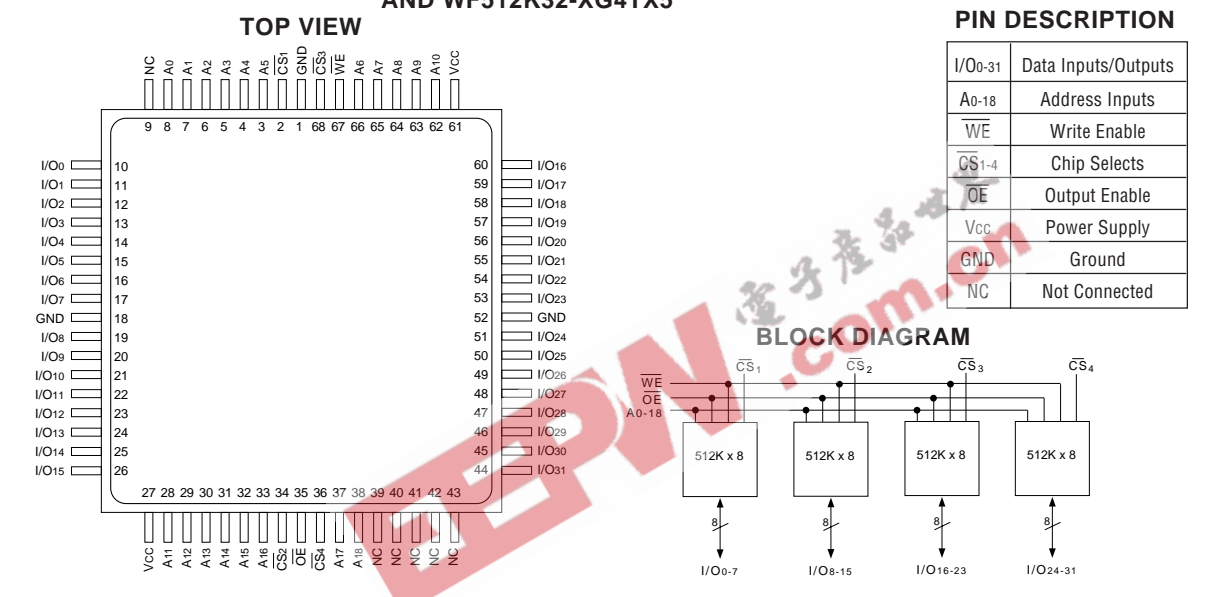 AND WF512K32-XG4TX5
TOP VIEW
NC A0 A1 A2 A3 A4 A5 CS1 GND CS3 WE A6 A7 A8 A9 A10 VCC
9 8 7 6 5 4 3 2 1 68 67 66 65 64 63 62 61
I/O0 10
I/O1 11
I/O2 12
I/O3 13
I/O4 14
I/O5 15
I/O6 16
I/O7 17
GND 18
I/O8 19
I/O9 20
I/O10 21
I/O11 22
I/O12 23
I/O13 24
I/O14 25
I/O15 26
60 I/O16
59 I/O17
58 I/O18
57 I/O19
56 I/O20
55 I/O21
54 I/O22
53 I/O23
52 GND
51 I/O24
50 I/O25
49 I/O26
48 I/O27
47 I/O28
46 I/O29
45 I/O30
44 I/O31
27 28 29 30 31 32 33 34 35 36 37 38 39 40 41 42 43
VCC A11 A12 A13 A14 A15 A16 CS2 OE CS4 A17 A18 NC NC NC NC NC
PIN DESCRIPTION
I/O0-31 Data Inputs/Outputs
A0-18 Address Inputs
WE Write Enable
CS1-4 Chip Selects
OE Output Enable
VCC Power Supply
GND Ground
NC Not Connected
BLOCK DIAGRAM
CS1 CS2 CS3 CS4
WE
OE
A0-18
512K x 8 512K x 8 512K x 8 512K x 8
8 8 8 8
I/O0-7 I/O8-15 I/O16-23 I/O24-31
EEPW
.com.cn
電子產品世界